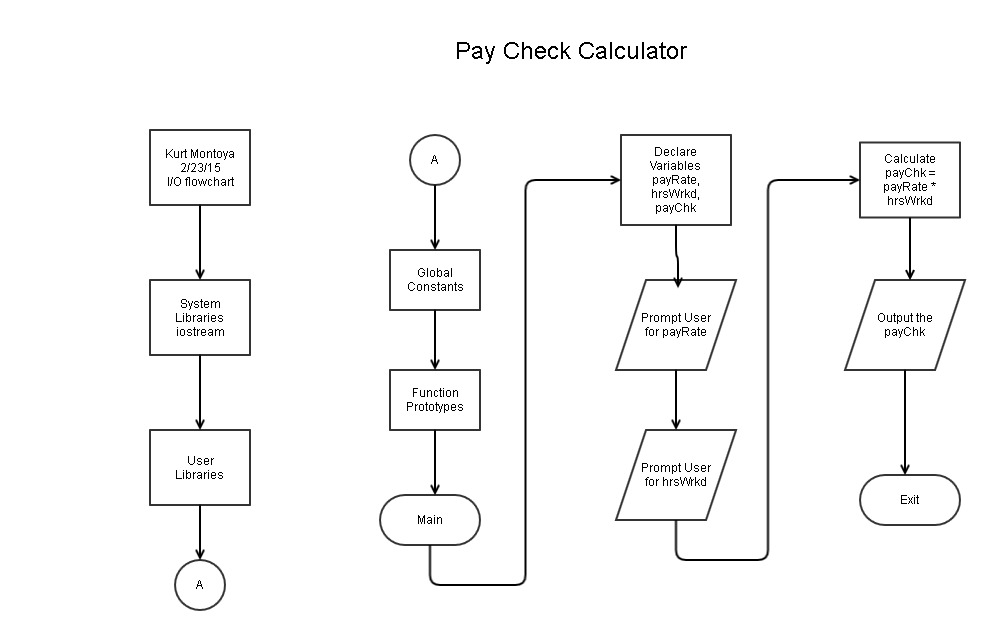 Pay Check Calculator
Kurt Montoya
2/23/15
I/O flowchart
System
Libraries
iostream
User
Libraries
A
A
Global
Constants
Function
Prototypes
Main
Declare
Variables
payRate,
hrsWrkd,
payChk
Prompt User
for payRate
Prompt User
for hrsWrkd
Calculate
payChk =
payRate *
hrsWrkd
Output the
payChk
Exit